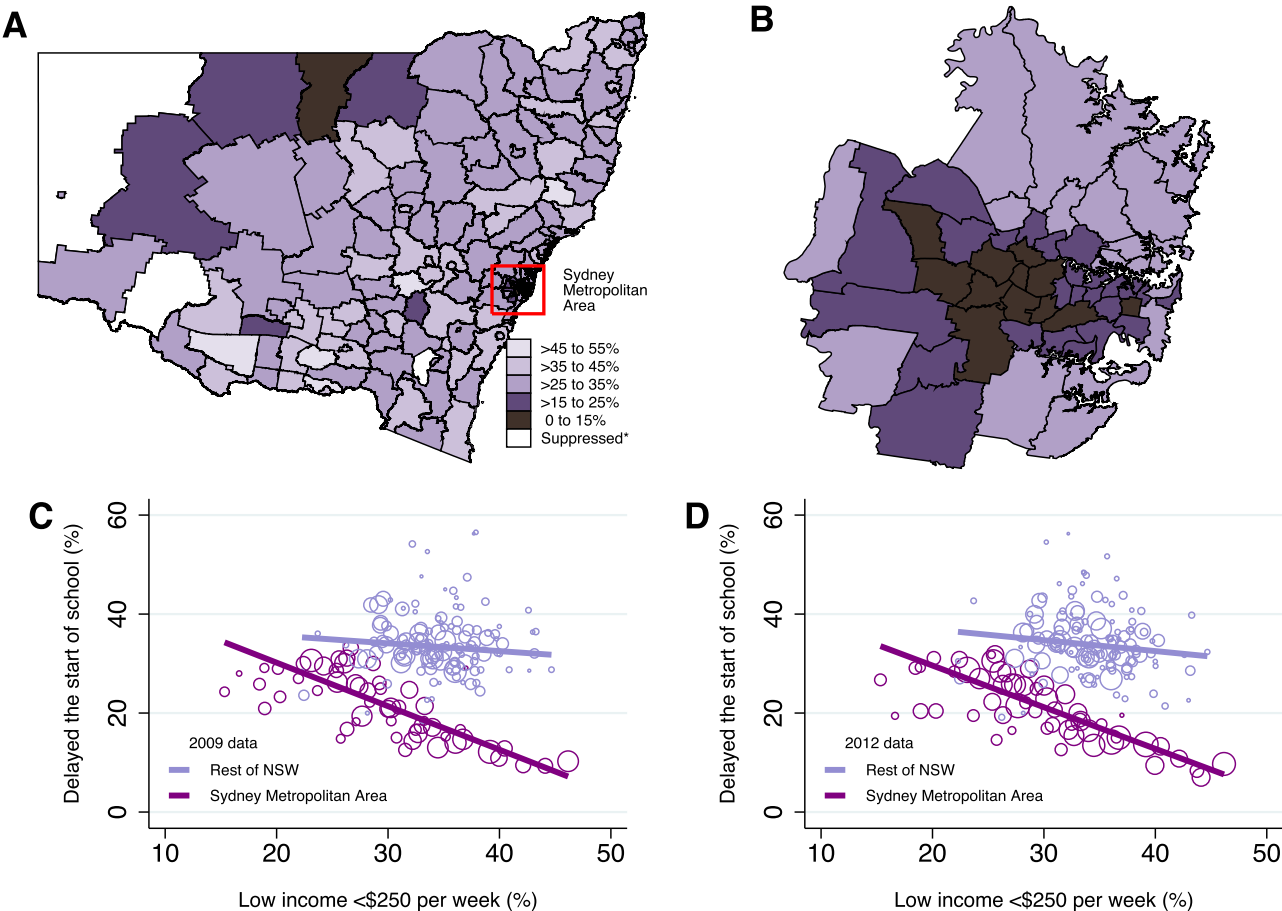 A
B
Sydney
Metropolitan
Area
>45 to 55%
>35 to 45%
>25 to 35%
>15 to 25%
0 to 15%
Suppressed*
C
Delayed the start of school (%)
60
40
20
0
2009 data
Rest of NSW
Sydney Metropolitan Area
10 20 30 40 50
Low income <$250 per week (%)
D
Delayed the start of school (%)
60
40
20
0
2012 data
Rest of NSW
Sydney Metropolitan Area
10 20 30 40 50
Low income <$250 per week (%)